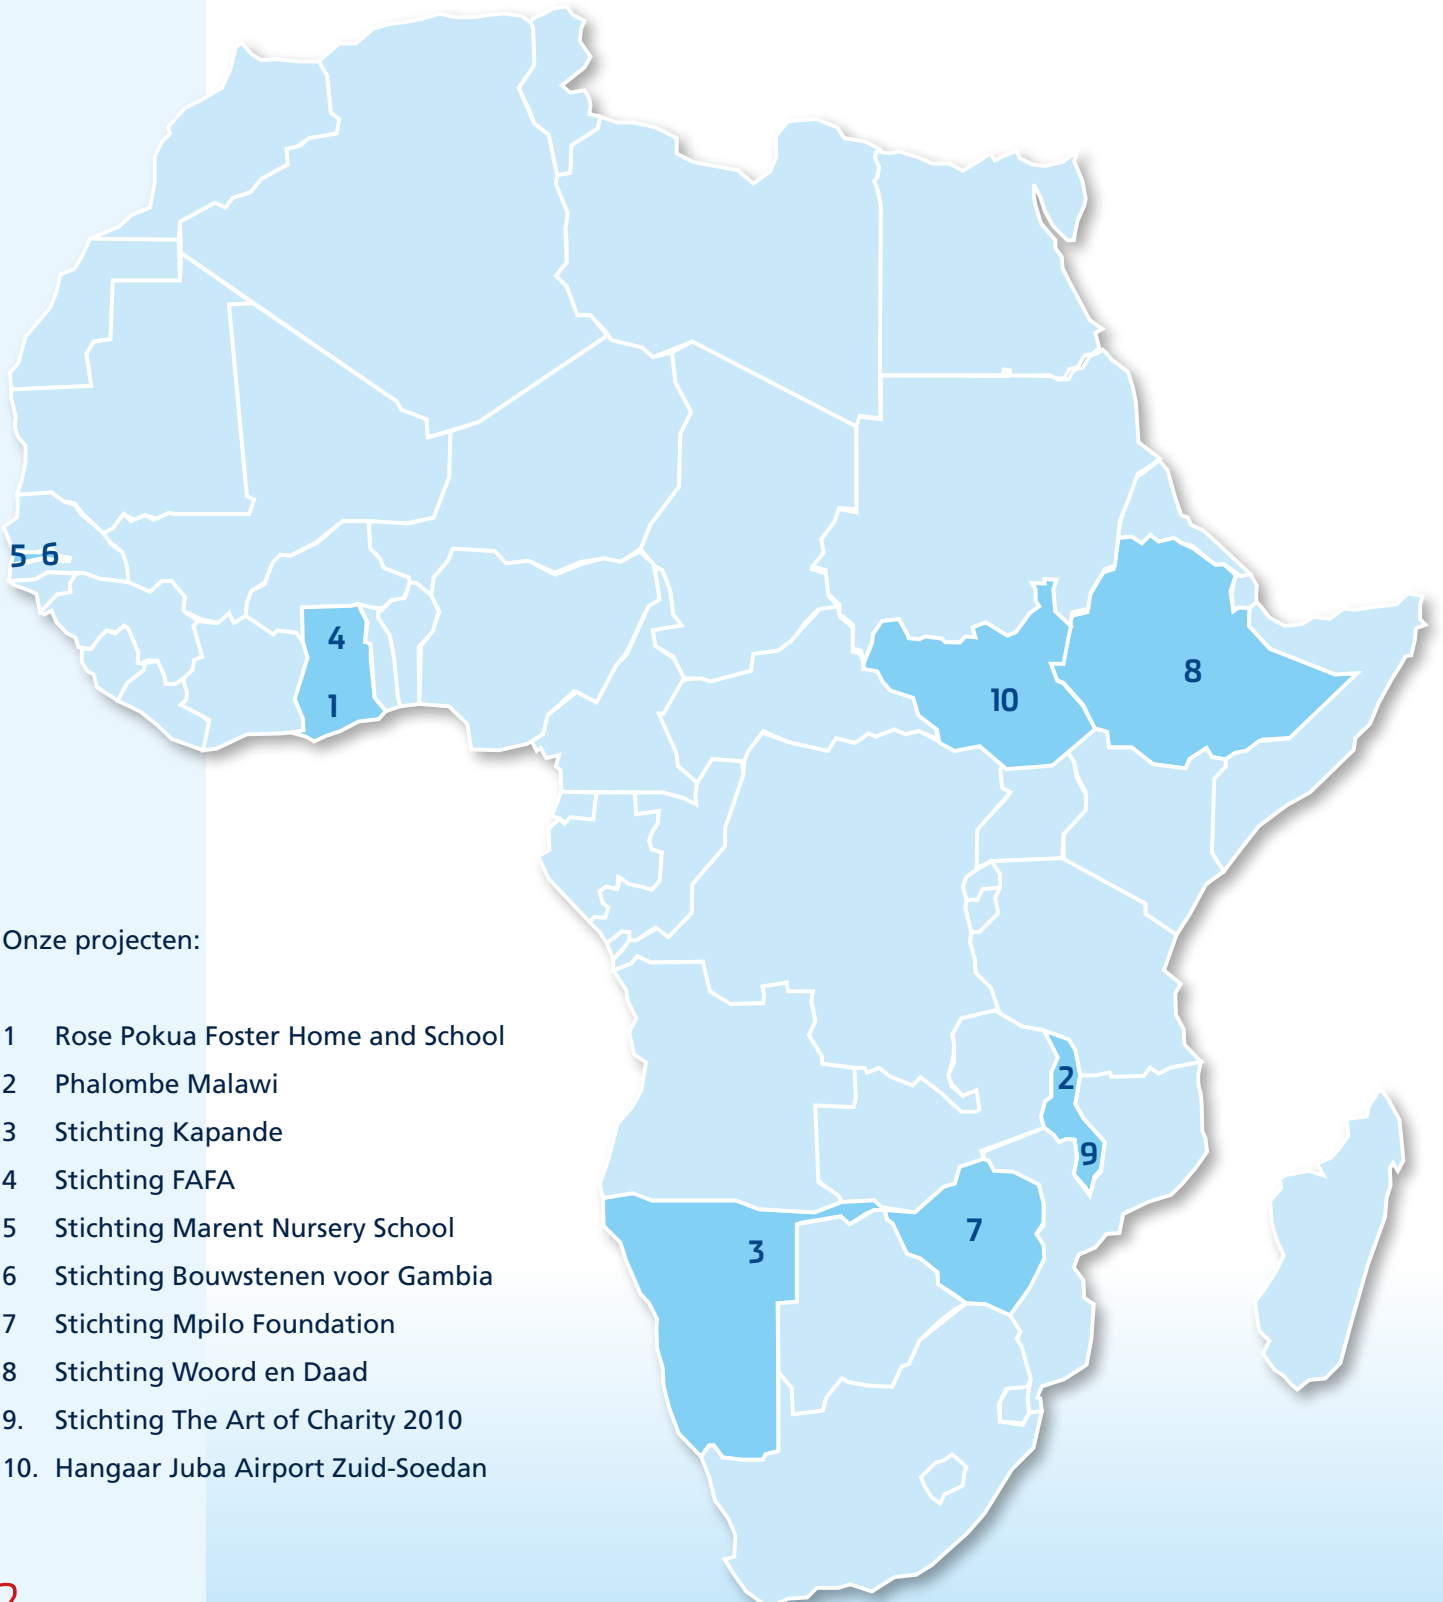 5 6
4
1
10
8
Onze projecten:
1 Rose Pokua Foster Home and School
2 Phalombe Malawi
3 Stichting Kapande
4 Stichting FAFA
5 Stichting Marent Nursery School
6 Stichting Bouwstenen voor Gambia
7 Stichting Mpilo Foundation
8 Stichting Woord en Daad
9. Stichting The Art of Charity 2010
10. Hangaar Juba Airport Zuid-Soedan
2
9
7
3
2